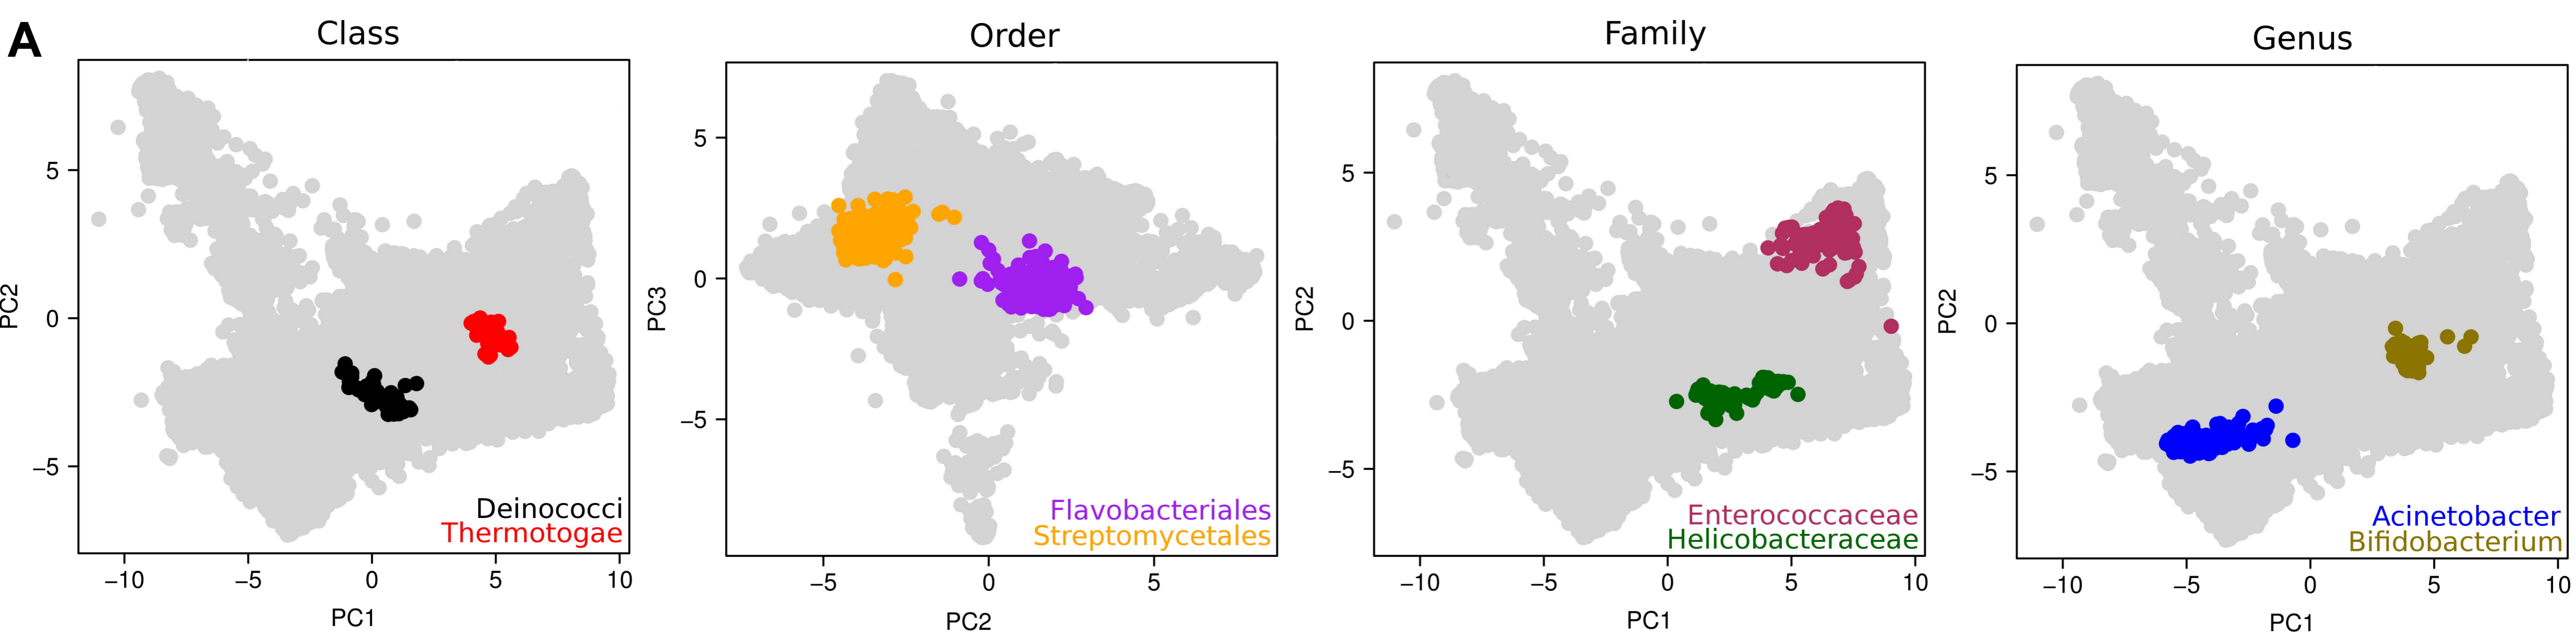 A
Class
PC2
5
0
−5
−10
−5
0
5
10
PC1
Deinococci
Thermotogae
Order
PC3
5
0
−5
−5
0
5
PC2
Flavobacteriales
Streptomycetales
Family
PC2
5
0
−5
−10
−5
0
5
10
PC1
Enterococcaceae
Helicobacteraceae
Genus
PC2
5
0
−5
−10
−5
0
5
10
PC1
Acinetobacter
Bifidobacterium